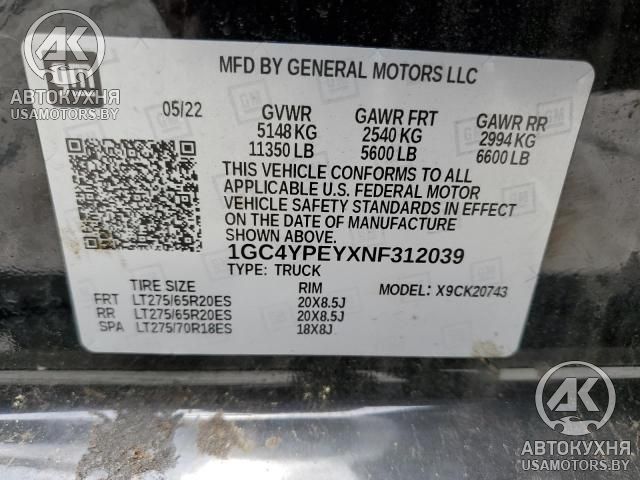 MFD BY GENERAL MOTORS LLC
05/22 GVWR GAWR FRT GAWR RR
5148 KG 2540 KG 2994 KG
11350 LB 5600 LB 6600 LB
THIS VEHICLE CONFORMS TO ALL
APPLICABLE U.S. FEDERAL MOTOR
VEHICLE SAFETY STANDARDS IN EFFECT
ON THE DATE OF MANUFACTURE
SHOWN ABOVE.
1GC4YPEYXNF312039
TYPE: TRUCK
TIRE SIZE RIM MODEL: X9CK20743
FRT LT275/65R20ES 20X8.5J
RR LT275/65R20ES 20X8.5J
SPA LT275/70R18ES 18X8J
AK
АВТОКУХНЯ
USAMOTORS.BY
AK
АВТОКУХНЯ
USAMOTORS.BY